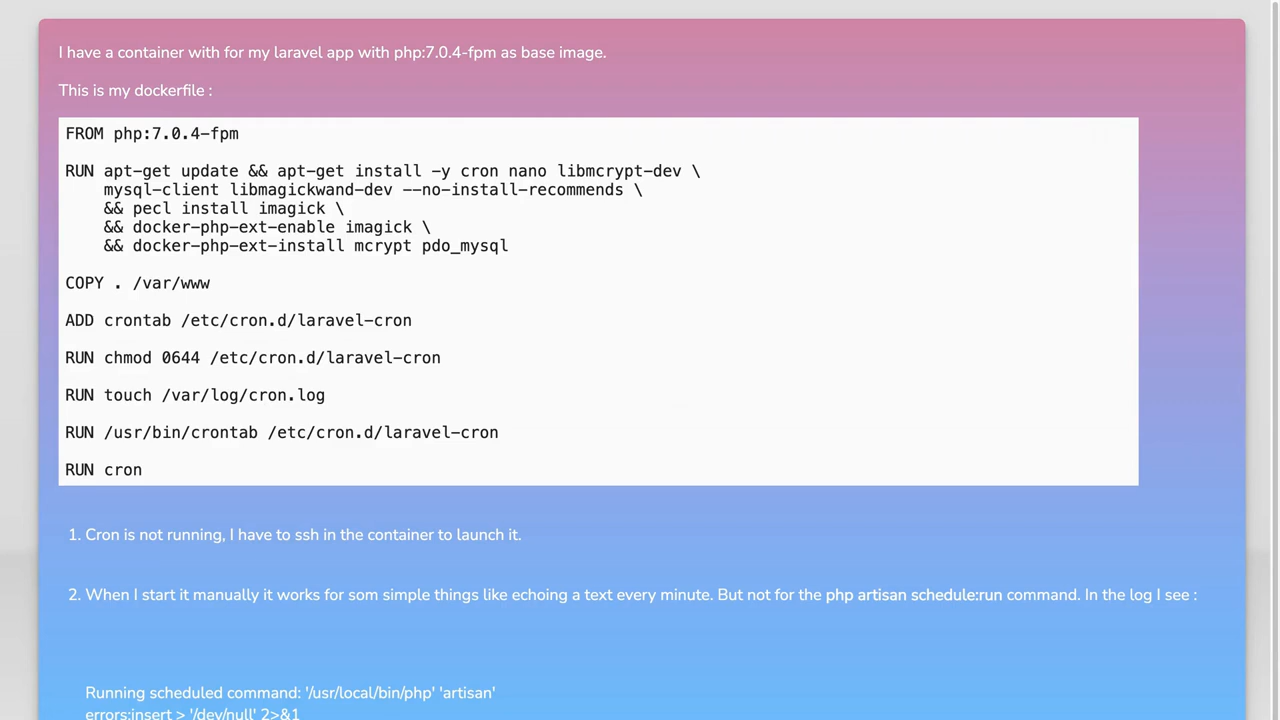 I have a container with for my laravel app with php:7.0.4-fpm as base image.
This is my dockerfile :
FROM php:7.0.4-fpm
RUN apt-get update && apt-get install -y cron nano libmcrypt-dev \
    mysql-client libmagickwand-dev --no-install-recommends \
    && pecl install imagick \
    && docker-php-ext-enable imagick \
    && docker-php-ext-install mcrypt pdo_mysql
COPY . /var/www
ADD crontab /etc/cron.d/laravel-cron
RUN chmod 0644 /etc/cron.d/laravel-cron
RUN touch /var/log/cron.log
RUN /usr/bin/crontab /etc/cron.d/laravel-cron
RUN cron
1. Cron is not running, I have to ssh in the container to launch it.
2. When I start it manually it works for som simple things like echoing a text every minute. But not for the php artisan schedule:run command. In the log I see :
Running scheduled command: '/usr/local/bin/php' 'artisan'
errors:insert > '/dev/null' 2>&1